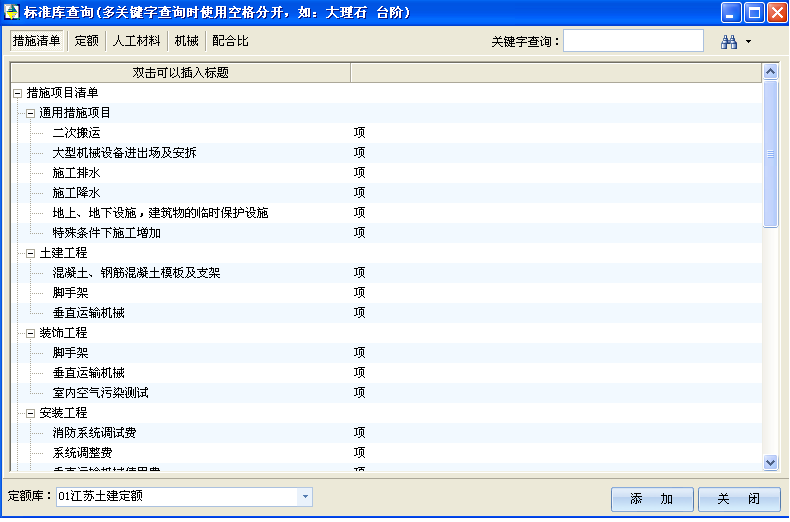 标准库查询(多关键字查询时使用空格分开，如：大理石 台阶)
措施清单 定额 人工材料 机械 配合比 关键字查询：
双击可以插入标题
措施项目清单
通用措施项目
二次搬运 项
大型机械设备进出场及安拆 项
施工排水 项
施工降水 项
地上、地下设施，建筑物的临时保护设施 项
特殊条件下施工增加 项
土建工程
混凝土、钢筋混凝土模板及支架 项
脚手架 项
垂直运输机械 项
装饰工程
脚手架 项
垂直运输机械 项
室内空气污染测试 项
安装工程
消防系统调试费 项
系统调整费 项
垂直运输机械使用费 项
定额库： 01江苏土建定额 添 加 关 闭